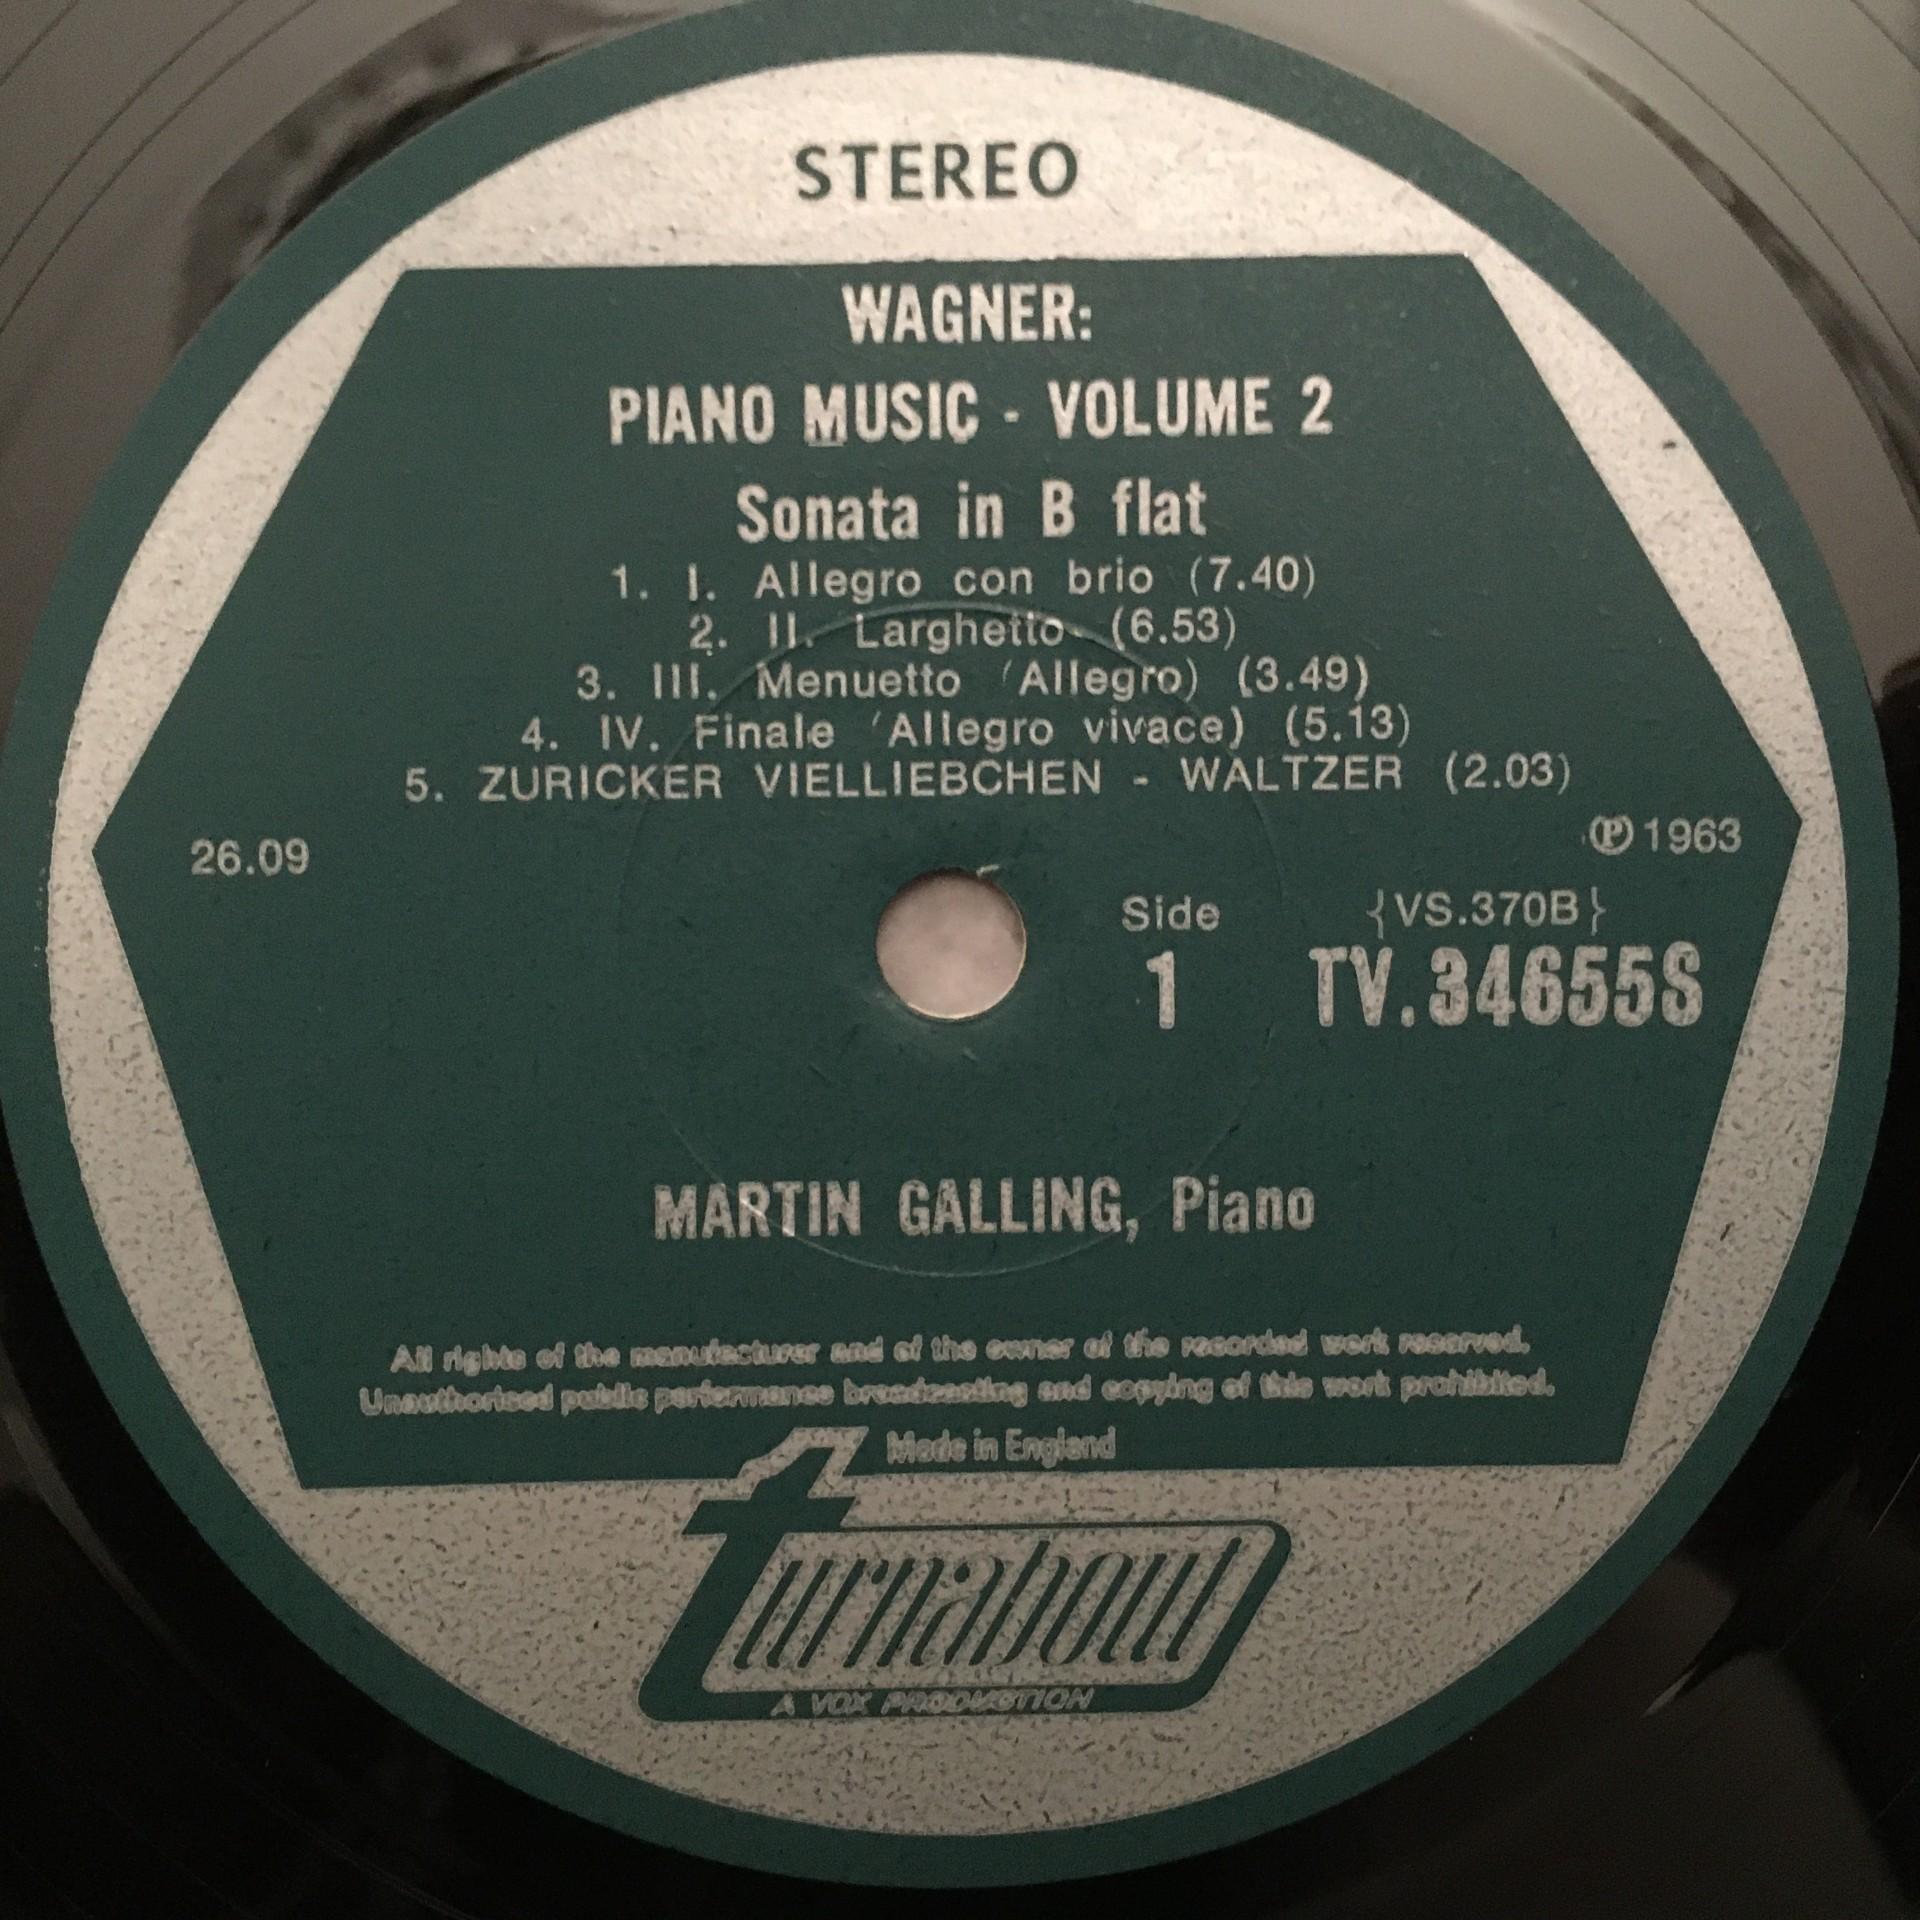 STEREO
WAGNER:
PIANO MUSIC - VOLUME 2
Sonata in B flat
1. I. Allegro con brio (7.40)
2. II. Larghetto (6.53)
3. III. Menuetto (Allegro) (3.49)
4. IV. Finale (Allegro vivace) (5.13)
5. ZURICKER VIELLIEBCHEN - WALTZER (2.03)
26.09
℗ 1963
Side {VS.370B}
1 TV.34655S
MARTIN GALLING, Piano
All rights of the manufacturer and of the owner of the recorded work reserved.
Unauthorised public performance broadcasting and copying of this work prohibited.
Made in England
turnabout
A VOX PRODUCTION